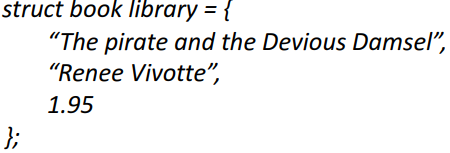 struct book library = {
“The pirate and the Devious Damsel”,
“Renee Vivotte”,
1.95
};